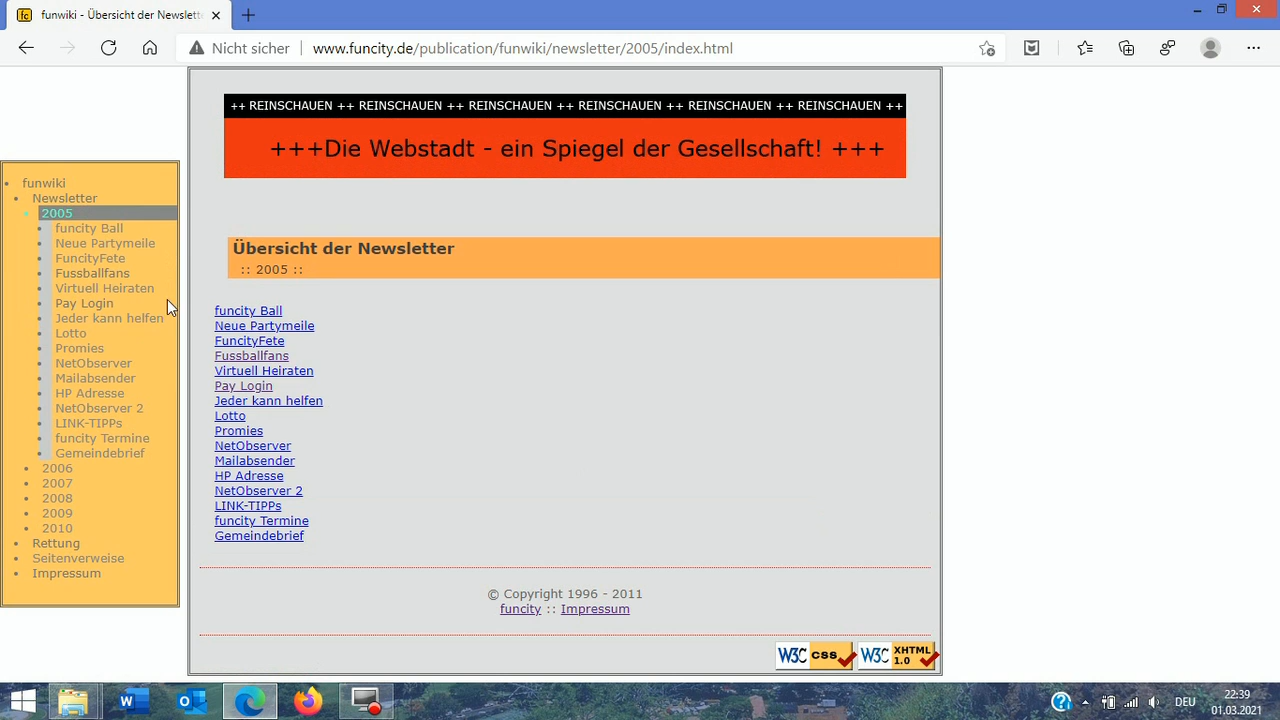 funwiki - Übersicht der Newslett
Nicht sicher
www.funcity.de/publication/funwiki/newsletter/2005/index.html
++ REINSCHAUEN ++ REINSCHAUEN ++ REINSCHAUEN ++ REINSCHAUEN ++ REINSCHAUEN ++ REINSCHAUEN ++
+++Die Webstadt - ein Spiegel der Gesellschaft! +++
funwiki
Newsletter
2005
funcity Ball
Neue Partymeile
FuncityFete
Fussballfans
Virtuell Heiraten
Pay Login
Jeder kann helfen
Lotto
Promies
NetObserver
Mailabsender
HP Adresse
NetObserver 2
LINK-TIPPs
funcity Termine
Gemeindebrief
2006
2007
2008
2009
2010
Rettung
Seitenverweise
Impressum
Übersicht der Newsletter
:: 2005 ::
funcity Ball
Neue Partymeile
FuncityFete
Fussballfans
Virtuell Heiraten
Pay Login
Jeder kann helfen
Lotto
Promies
NetObserver
Mailabsender
HP Adresse
NetObserver 2
LINK-TIPPs
funcity Termine
Gemeindebrief
© Copyright 1996 - 2011
funcity :: Impressum
W3C css W3C XHTML 1.0
DEU
22:39
01.03.2021